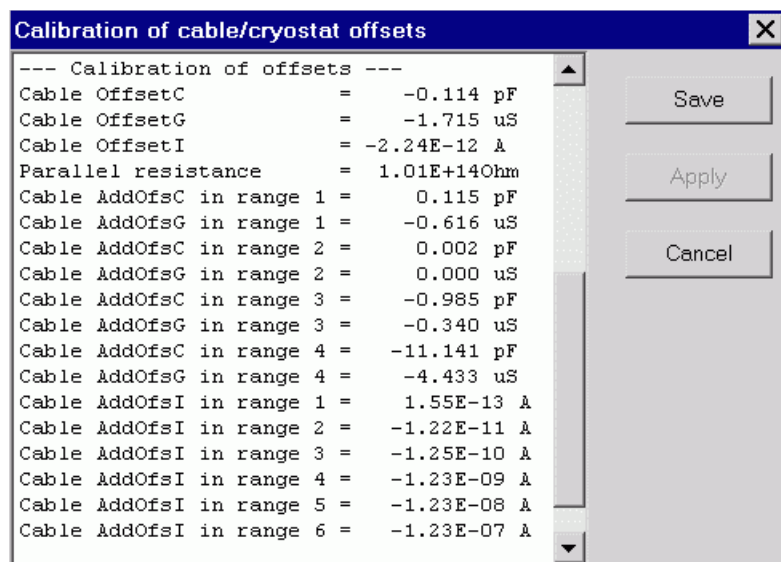 Calibration of cable/cryostat offsets
--- Calibration of offsets ---
Cable OffsetC = -0.114 pF
Cable OffsetG = -1.715 uS
Cable OffsetI = -2.24E-12 A
Parallel resistance = 1.01E+14Ohm
Cable AddOfsC in range 1 = 0.115 pF
Cable AddOfsG in range 1 = -0.616 uS
Cable AddOfsC in range 2 = 0.002 pF
Cable AddOfsG in range 2 = 0.000 uS
Cable AddOfsC in range 3 = -0.985 pF
Cable AddOfsG in range 3 = -0.340 uS
Cable AddOfsC in range 4 = -11.141 pF
Cable AddOfsG in range 4 = -4.433 uS
Cable AddOfsI in range 1 = 1.55E-13 A
Cable AddOfsI in range 2 = -1.22E-11 A
Cable AddOfsI in range 3 = -1.25E-10 A
Cable AddOfsI in range 4 = -1.23E-09 A
Cable AddOfsI in range 5 = -1.23E-08 A
Cable AddOfsI in range 6 = -1.23E-07 A
Save
Apply
Cancel